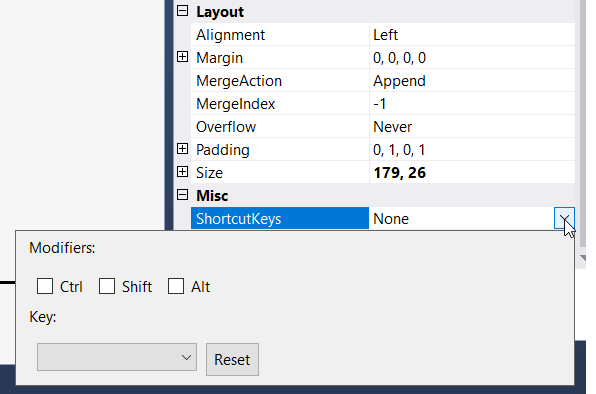 Layout
Alignment Left
Margin 0, 0, 0, 0
MergeAction Append
MergeIndex -1
Overflow Never
Padding 0, 1, 0, 1
Size 179, 26
Misc
ShortcutKeys None
Modifiers:
Ctrl Shift Alt
Key:
Reset